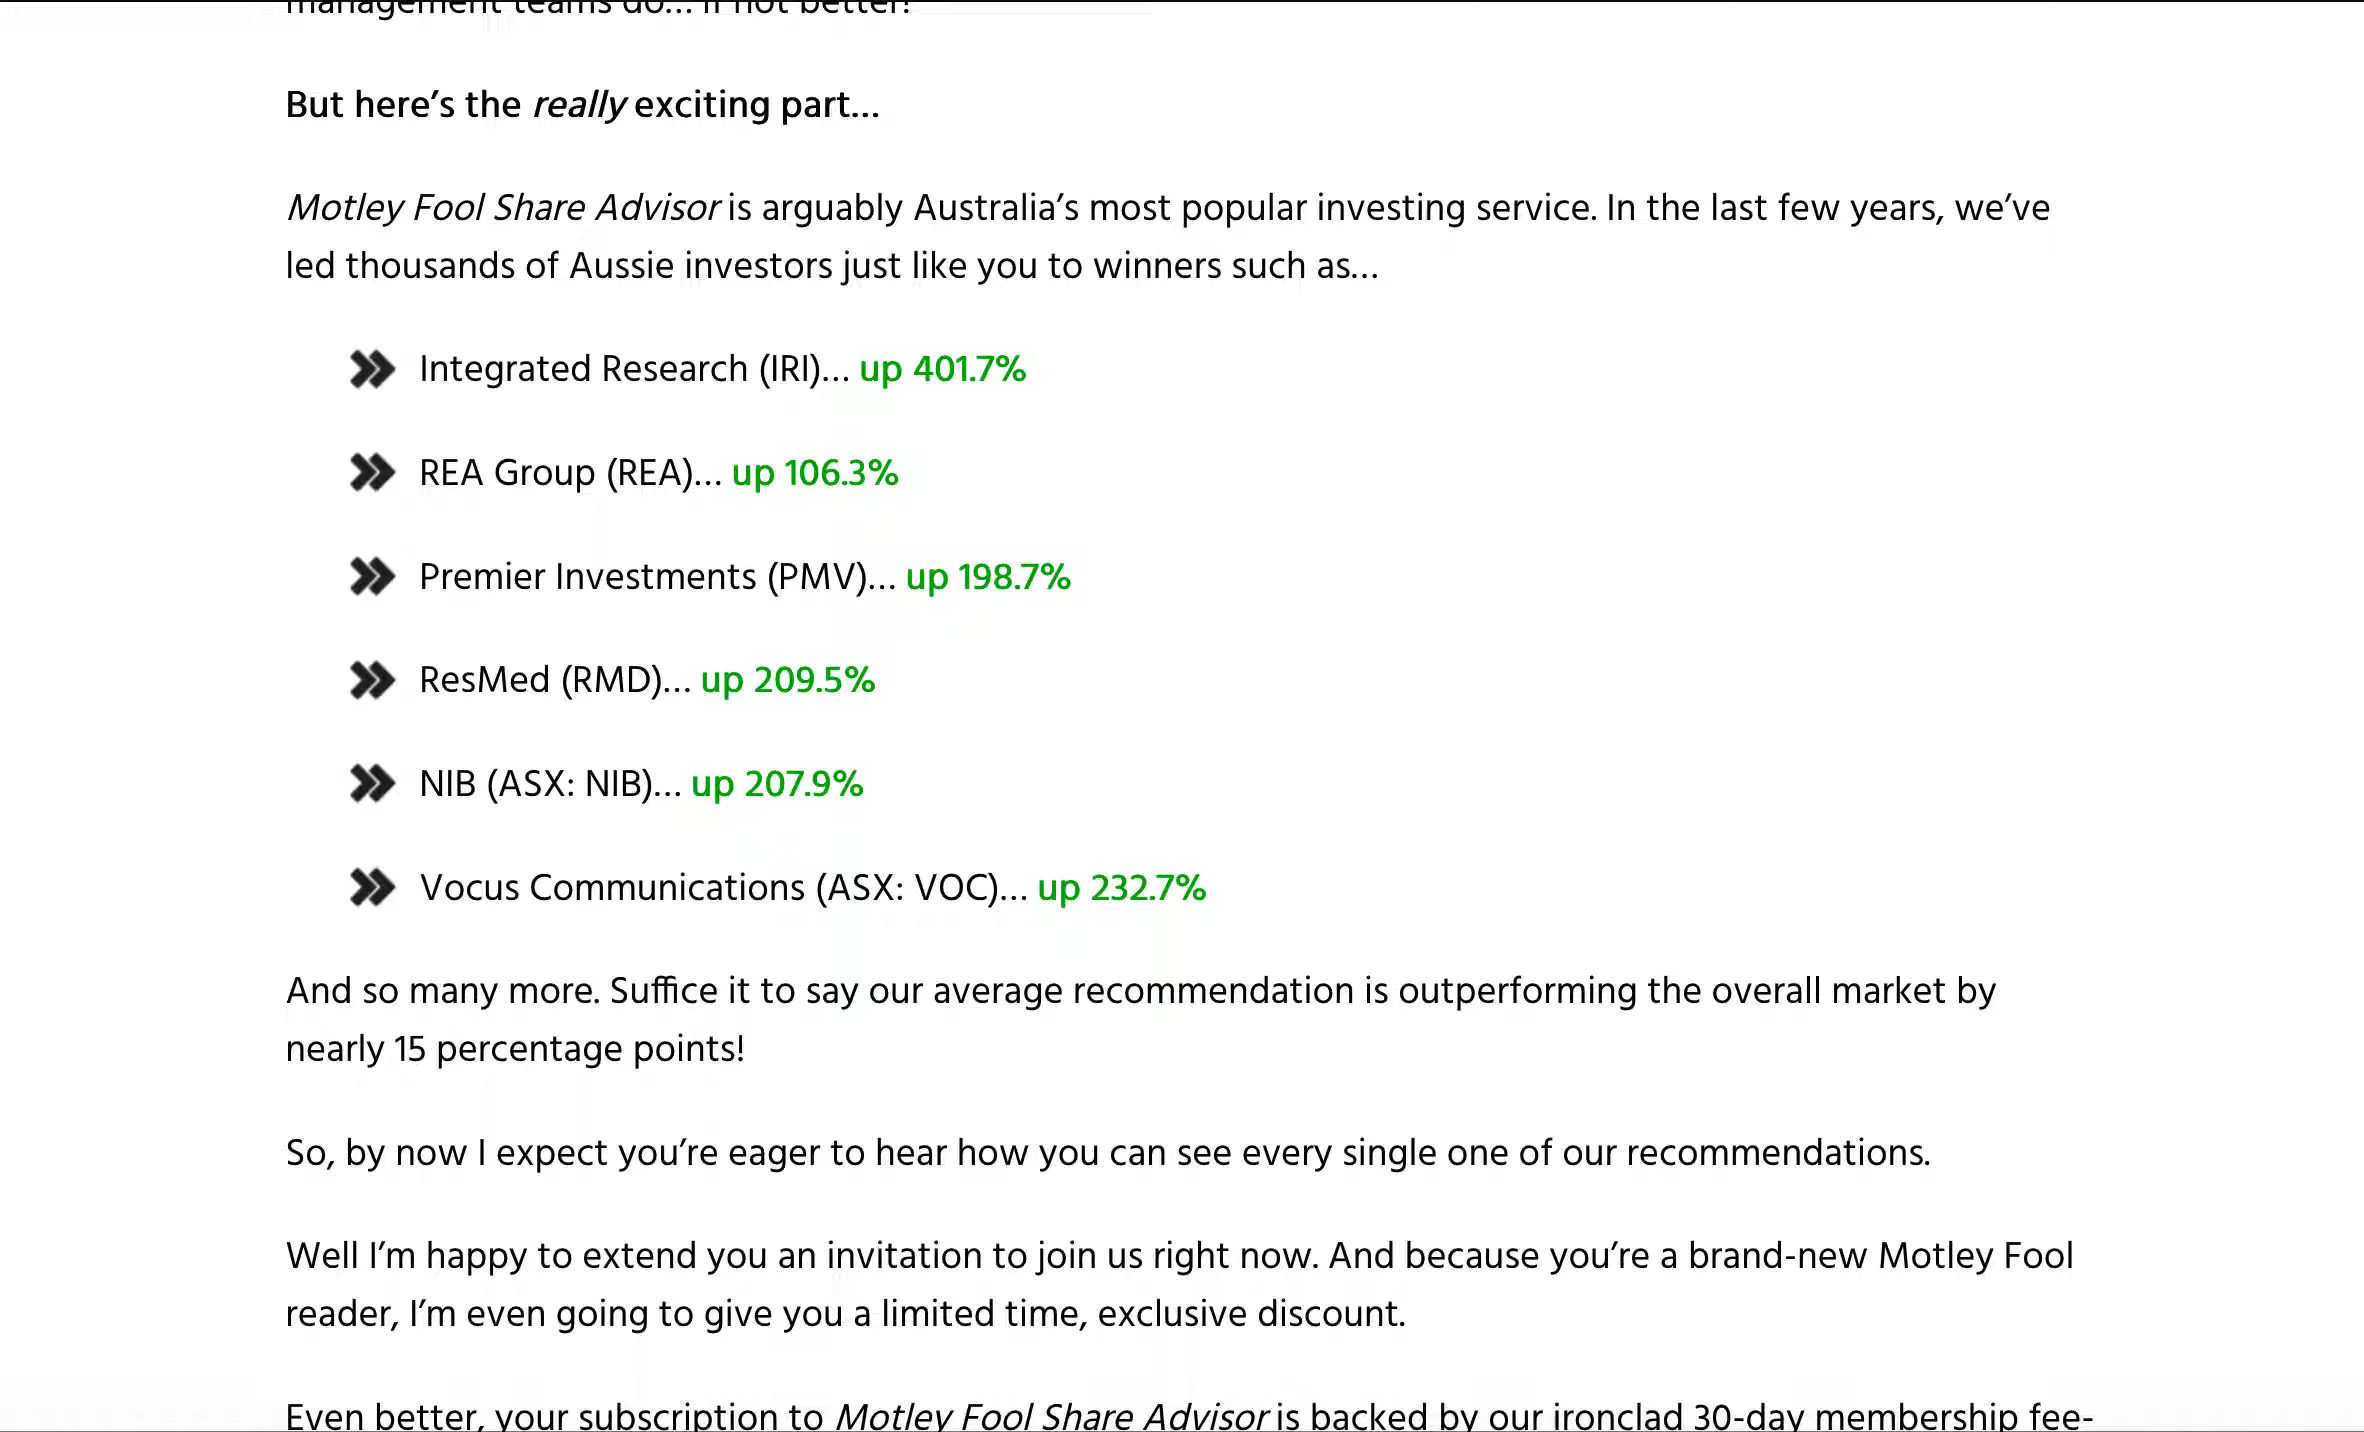 management teams do... if not better!
But here’s the really exciting part...
Motley Fool Share Advisor is arguably Australia’s most popular investing service. In the last few years, we’ve
led thousands of Aussie investors just like you to winners such as...
Integrated Research (IRI)... up 401.7%
REA Group (REA)... up 106.3%
Premier Investments (PMV)... up 198.7%
ResMed (RMD)... up 209.5%
NIB (ASX: NIB)... up 207.9%
Vocus Communications (ASX: VOC)... up 232.7%
And so many more. Suffice it to say our average recommendation is outperforming the overall market by
nearly 15 percentage points!
So, by now I expect you’re eager to hear how you can see every single one of our recommendations.
Well I’m happy to extend you an invitation to join us right now. And because you’re a brand-new Motley Fool
reader, I’m even going to give you a limited time, exclusive discount.
Even better, your subscription to Motley Fool Share Advisor is backed by our ironclad 30-day membership fee-